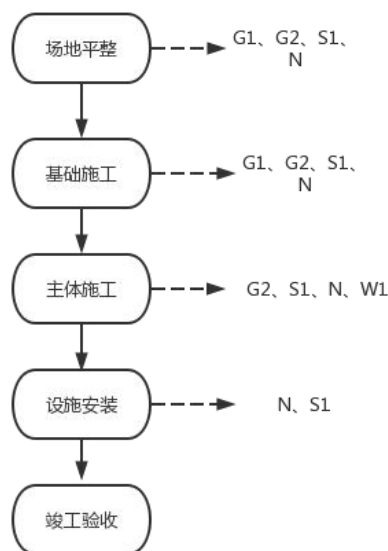 场地平整
G1、G2、S1、
N
基础施工
G1、G2、S1、
N
主体施工
G2、S1、N、W1
设施安装
N、S1
竣工验收